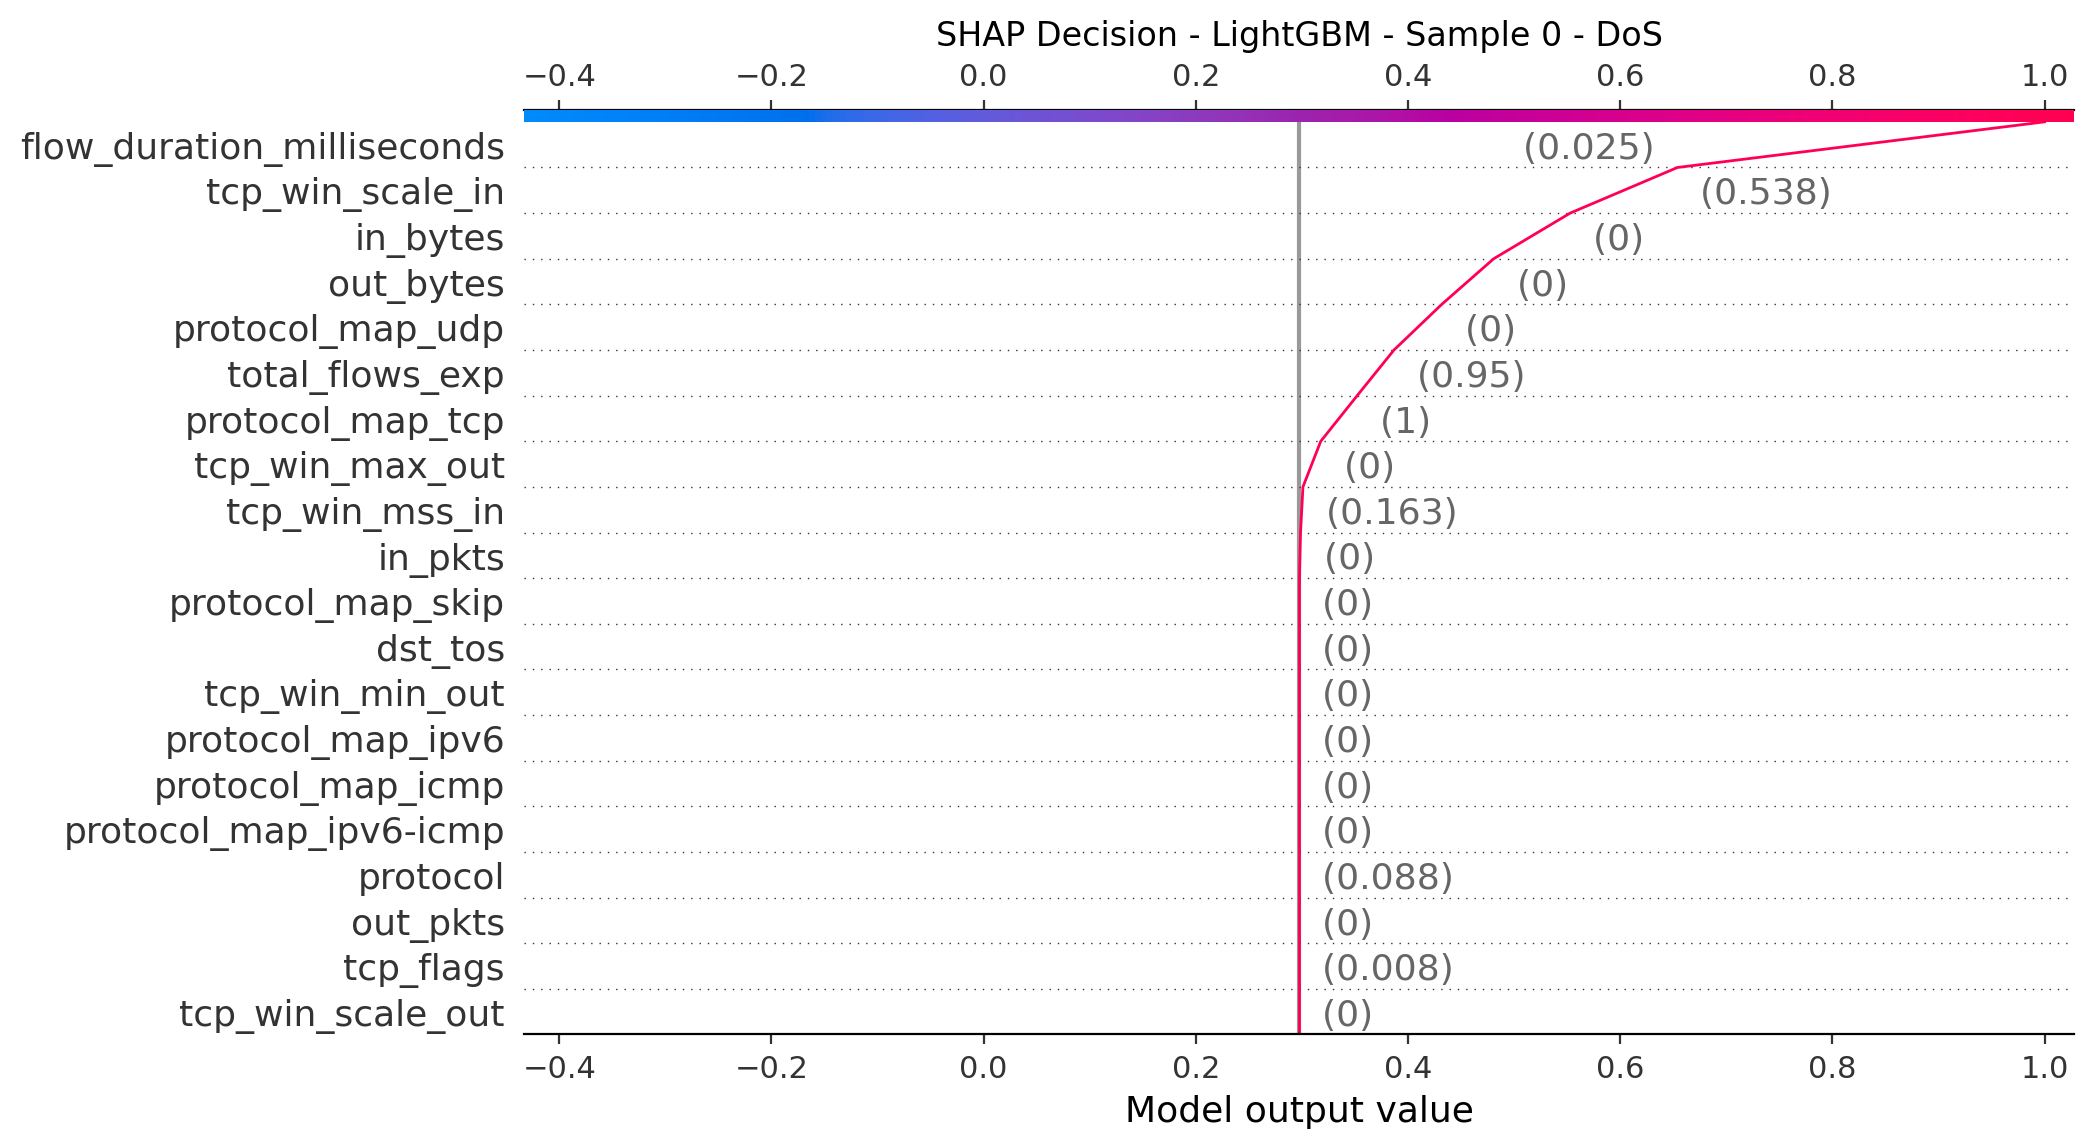 SHAP Decision - LightGBM - Sample 0 - DoS
−0.4 −0.2 0.0 0.2 0.4 0.6 0.8 1.0
flow_duration_milliseconds (0.025)
tcp_win_scale_in (0.538)
in_bytes (0)
out_bytes (0)
protocol_map_udp (0)
total_flows_exp (0.95)
protocol_map_tcp (1)
tcp_win_max_out (0)
tcp_win_mss_in (0.163)
in_pkts (0)
protocol_map_skip (0)
dst_tos (0)
tcp_win_min_out (0)
protocol_map_ipv6 (0)
protocol_map_icmp (0)
protocol_map_ipv6-icmp (0)
protocol (0.088)
out_pkts (0)
tcp_flags (0.008)
tcp_win_scale_out (0)
−0.4 −0.2 0.0 0.2 0.4 0.6 0.8 1.0
Model output value